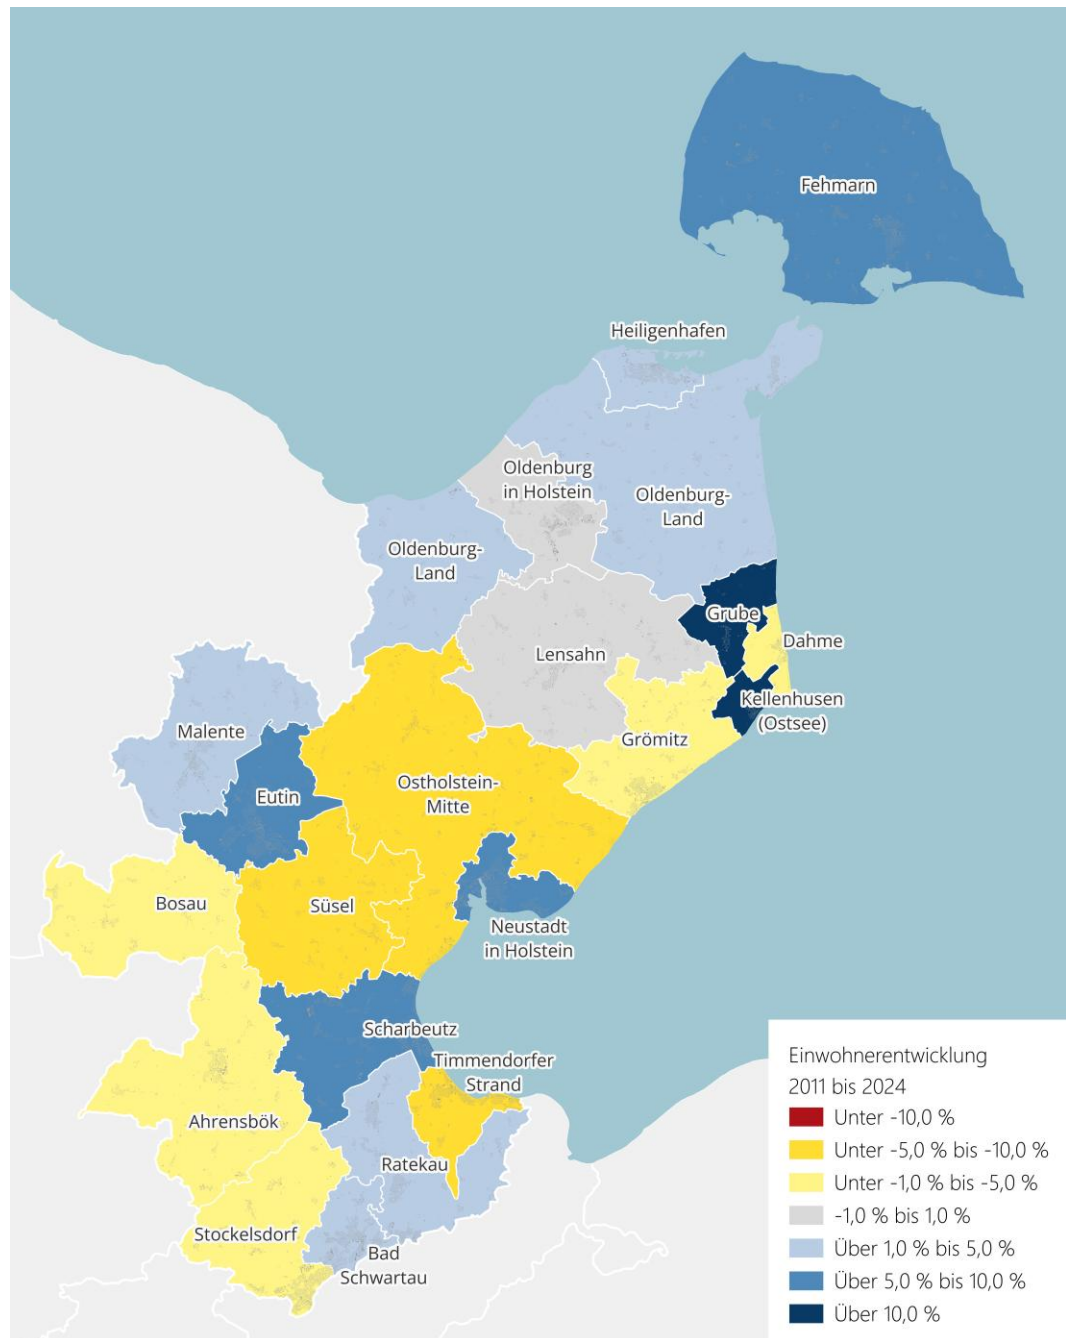 Fehmarn
Heiligenhafen
Oldenburg
in Holstein
Oldenburg-
Land
Oldenburg-
Land
Grube
Dahme
Lensahn
Kellenhusen
(Ostsee)
Malente
Grömitz
Eutin
Ostholstein-
Mitte
Bosau
Süsel
Neustadt
in Holstein
Scharbeutz
Timmendorfer
Strand
Ahrensbök
Ratekau
Stockelsdorf
Bad
Schwartau
Einwohnerentwicklung
2011 bis 2024
Unter -10,0 %
Unter -5,0 % bis -10,0 %
Unter -1,0 % bis -5,0 %
-1,0 % bis 1,0 %
Über 1,0 % bis 5,0 %
Über 5,0 % bis 10,0 %
Über 10,0 %